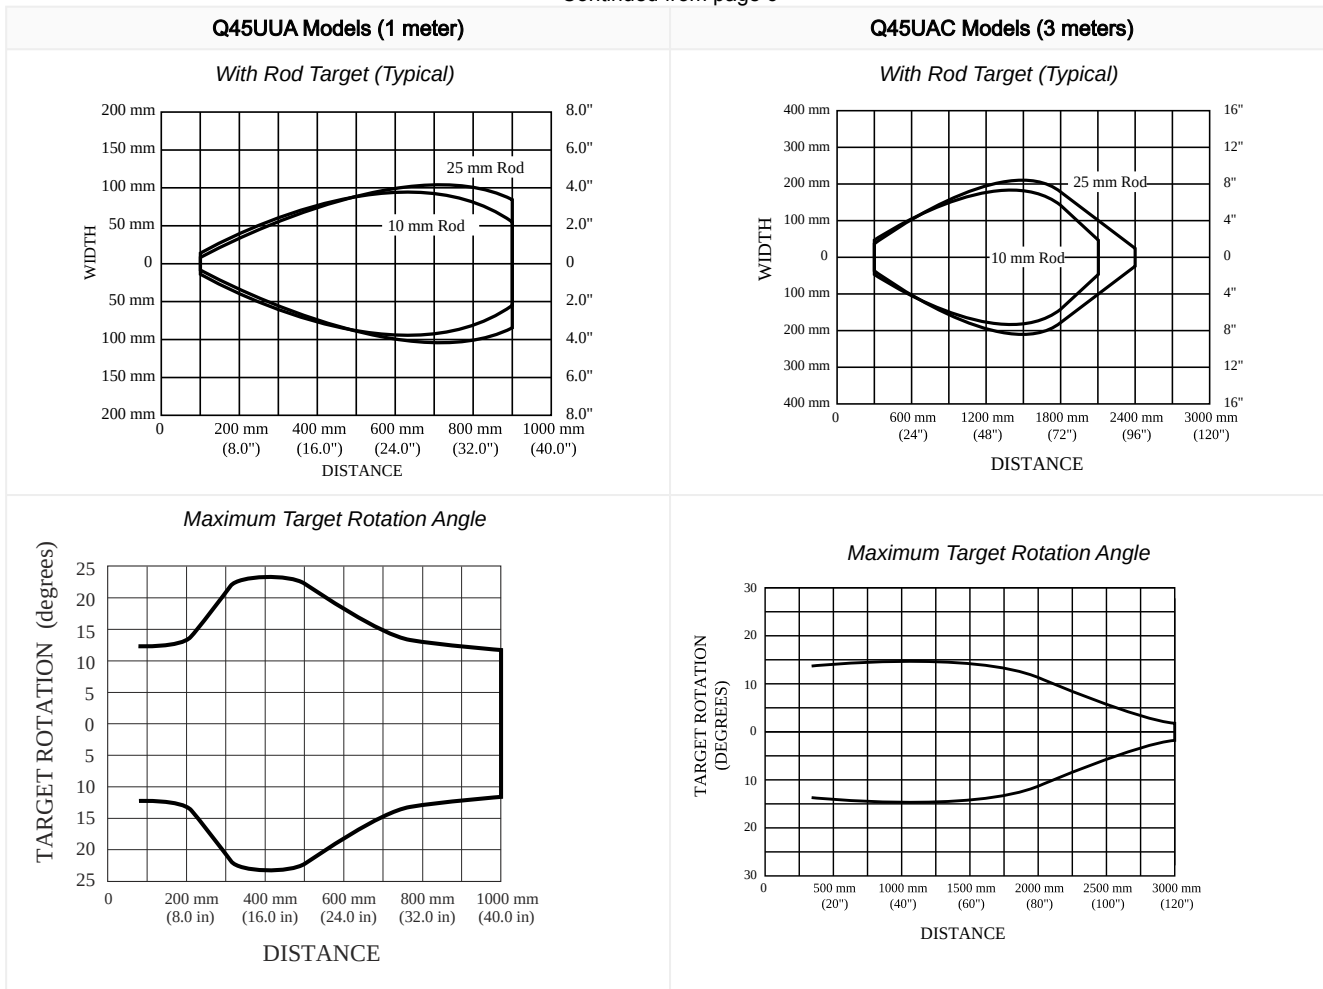 Continued from page 6
Q45UUA Models (1 meter)
Q45UAC Models (3 meters)
With Rod Target (Typical)
200 mm
150 mm
100 mm
50 mm
0
50 mm
100 mm
150 mm
200 mm
WIDTH
8.0"
6.0"
4.0"
2.0"
0
2.0"
4.0"
6.0"
8.0"
25 mm Rod
10 mm Rod
0 200 mm 400 mm 600 mm 800 mm 1000 mm
(8.0") (16.0") (24.0") (32.0") (40.0")
DISTANCE
With Rod Target (Typical)
400 mm
300 mm
200 mm
100 mm
0
100 mm
200 mm
300 mm
400 mm
WIDTH
16"
12"
8"
4"
0
4"
8"
12"
16"
25 mm Rod
10 mm Rod
0 600 mm 1200 mm 1800 mm 2400 mm 3000 mm
(24") (48") (72") (96") (120")
DISTANCE
Maximum Target Rotation Angle
25
20
15
10
5
0
5
10
15
20
25
TARGET ROTATION (degrees)
0 200 mm 400 mm 600 mm 800 mm 1000 mm
(8.0 in) (16.0 in) (24.0 in) (32.0 in) (40.0 in)
DISTANCE
Maximum Target Rotation Angle
30
20
10
0
10
20
30
TARGET ROTATION
(DEGREES)
0 500 mm 1000 mm 1500 mm 2000 mm 2500 mm 3000 mm
(20") (40") (60") (80") (100") (120")
DISTANCE